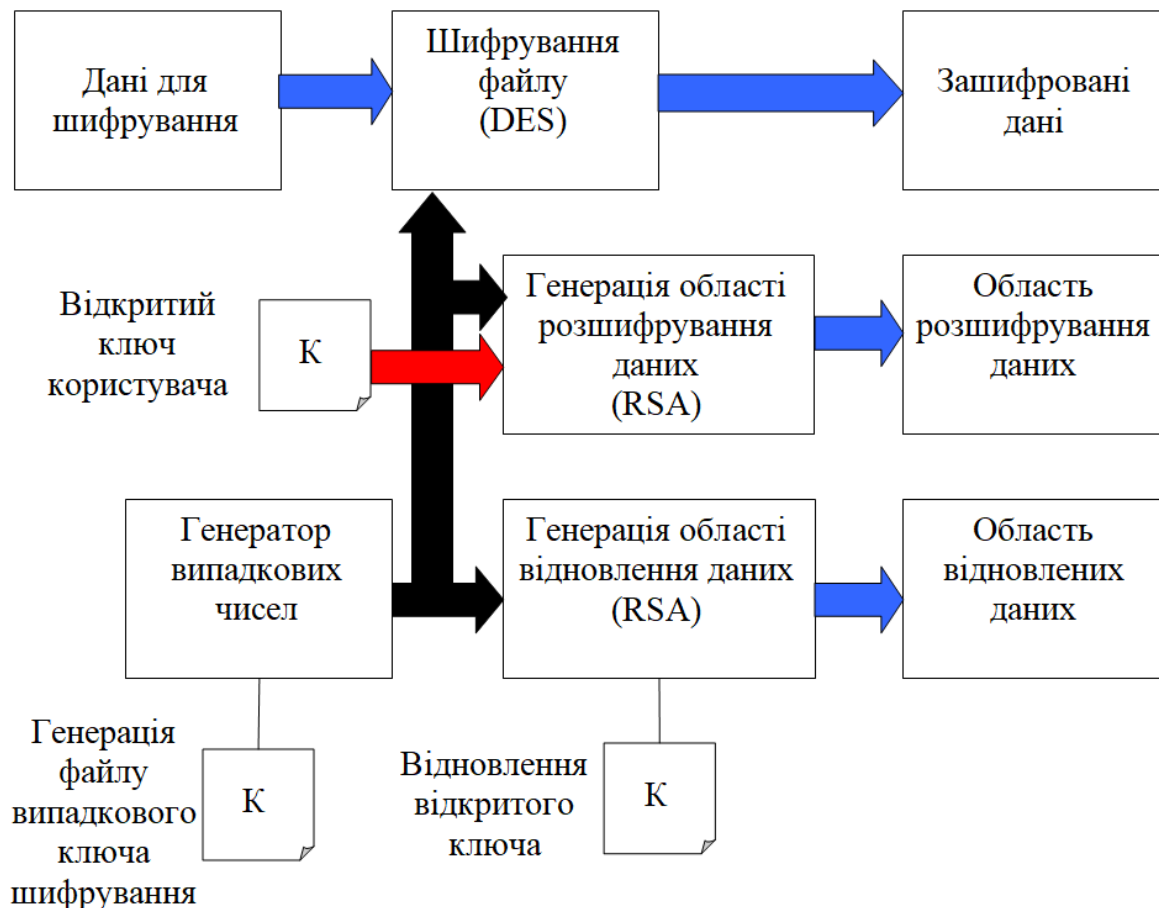 Дані для
шифрування
Шифрування
файлу
(DES)
Зашифровані
дані
Відкритий
ключ
користувача
К
Генерація області
розшифрування
даних
(RSA)
Область
розшифрування
даних
Генератор
випадкових
чисел
Генерація області
відновлення даних
(RSA)
Область
відновлених
даних
Генерація
файлу
випадкового
ключа
шифрування
К
Відновлення
відкритого
ключа
К